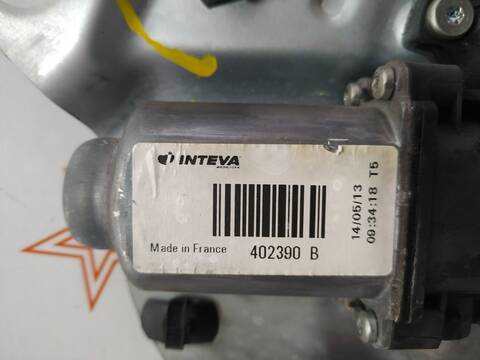 INTEVA
Made in France
402390 B
14/05/13
09:34:18 T5